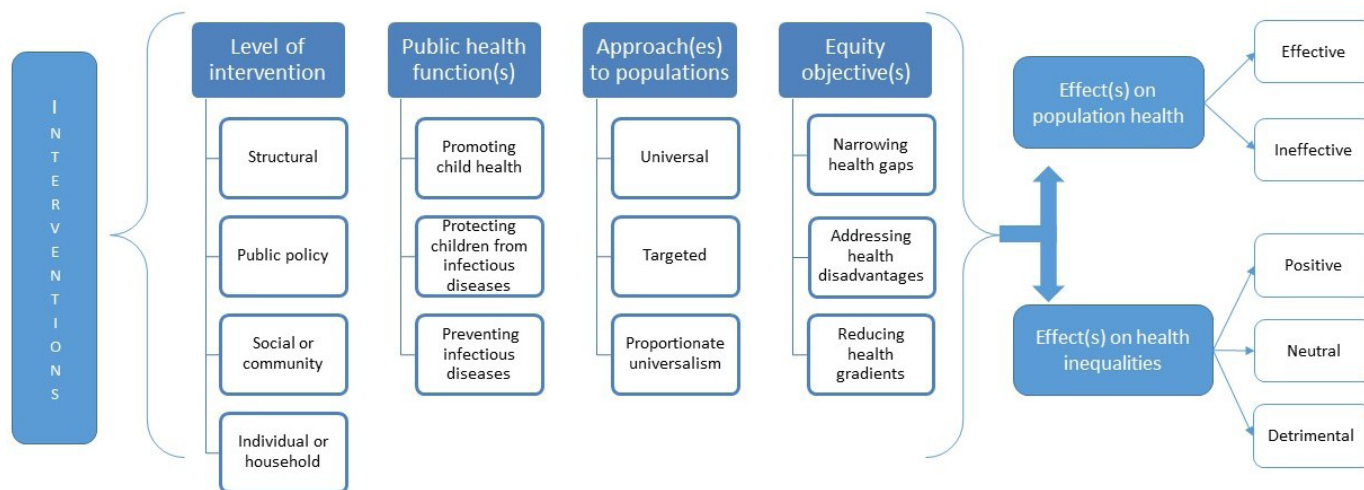 INTERVENTIONS
Level of
intervention
Structural
Public policy
Social or
community
Individual or
household
Public health
function(s)
Promoting
child health
Protecting
children from
infectious
diseases
Preventing
infectious
diseases
Approach(es)
to populations
Universal
Targeted
Proportionate
universalism
Equity
objective(s)
Narrowing
health gaps
Addressing
health
disadvantages
Reducing
health
gradients
Effect(s) on
population health
Effective
Ineffective
Effect(s) on health
inequalities
Positive
Neutral
Detrimental